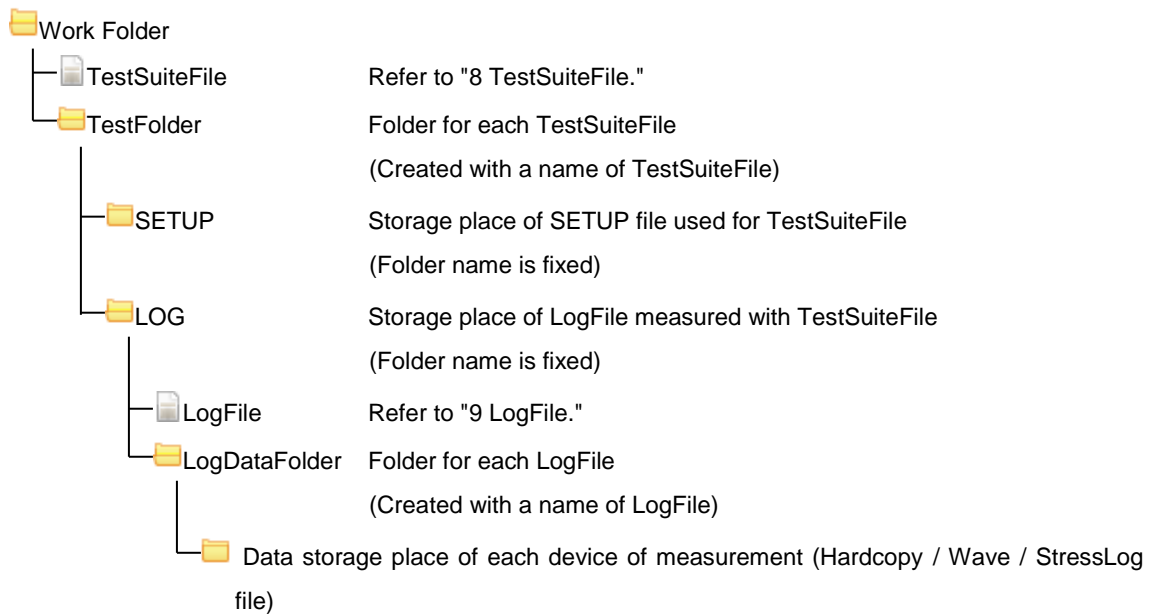 Work Folder
TestSuiteFile Refer to "8 TestSuiteFile."
TestFolder Folder for each TestSuiteFile
(Created with a name of TestSuiteFile)
SETUP Storage place of SETUP file used for TestSuiteFile
(Folder name is fixed)
LOG Storage place of LogFile measured with TestSuiteFile
(Folder name is fixed)
LogFile Refer to "9 LogFile."
LogDataFolder Folder for each LogFile
(Created with a name of LogFile)
Data storage place of each device of measurement (Hardcopy / Wave / StressLog
file)